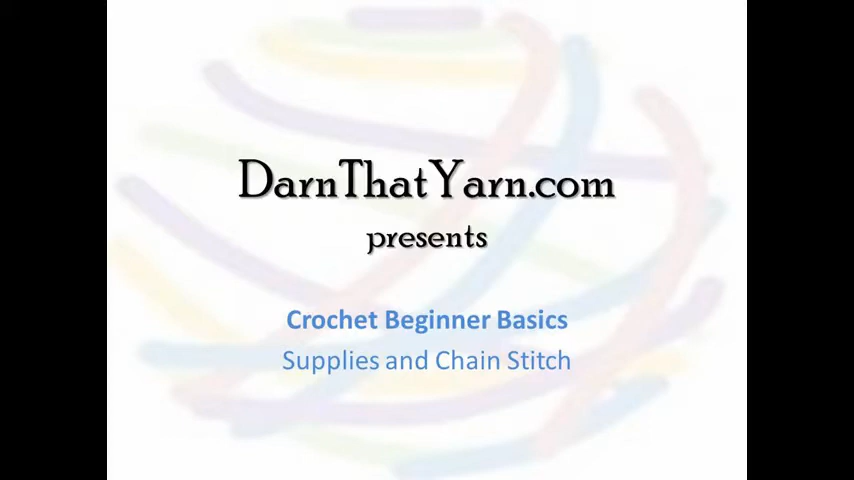 DarnThatYarn.com
presents
Crochet Beginner Basics
Supplies and Chain Stitch